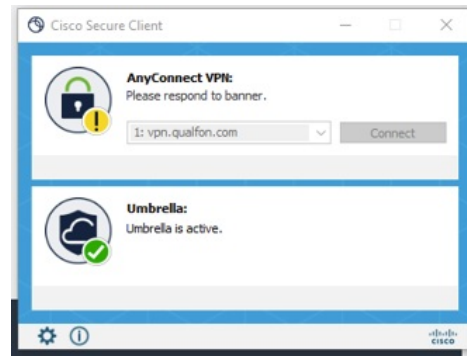 Cisco Secure Client
AnyConnect VPN:
Please respond to banner.
1: vpn.qualfon.com
Connect
Umbrella:
Umbrella is active.
CISCO